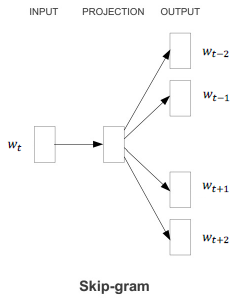 INPUT PROJECTION OUTPUT
w_{t-2}
w_{t-1}
w_t
w_{t+1}
w_{t+2}
Skip-gram